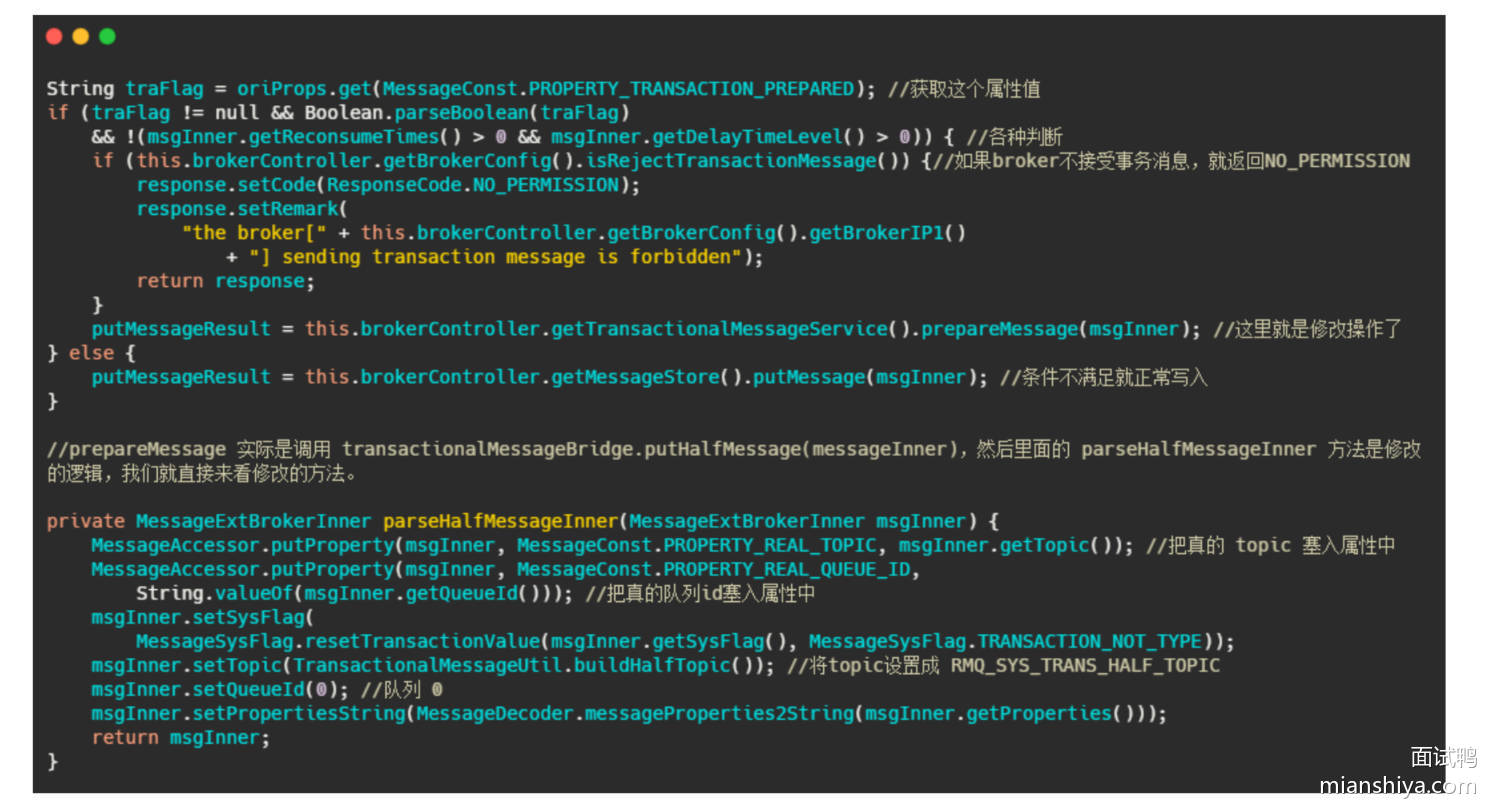 String traFlag = oriProps.get(MessageConst.PROPERTY_TRANSACTION_PREPARED); //获取这个属性值
if (traFlag != null && Boolean.parseBoolean(traFlag)
    && !(msgInner.getReconsumeTimes() > 0 && msgInner.getDelayTimeLevel() > 0)) { //各种判断
    if (this.brokerController.getBrokerConfig().isRejectTransactionMessage()) {//如果broker不接受事务消息，就返回NO_PERMISSION
        response.setCode(ResponseCode.NO_PERMISSION);
        response.setRemark(
            "the broker[" + this.brokerController.getBrokerConfig().getBrokerIP1()
                + "] sending transaction message is forbidden");
        return response;
    }
    putMessageResult = this.brokerController.getTransactionalMessageService().prepareMessage(msgInner); //这里就是修改操作了
} else {
    putMessageResult = this.brokerController.getMessageStore().putMessage(msgInner); //条件不满足就正常写入
}
//prepareMessage 实际是调用 transactionalMessageBridge.putHalfMessage(messageInner)，然后里面的 parseHalfMessageInner 方法是修改
的逻辑，我们就直接来看修改的方法。
private MessageExtBrokerInner parseHalfMessageInner(MessageExtBrokerInner msgInner) {
    MessageAccessor.putProperty(msgInner, MessageConst.PROPERTY_REAL_TOPIC, msgInner.getTopic()); //把真的 topic 塞入属性中
    MessageAccessor.putProperty(msgInner, MessageConst.PROPERTY_REAL_QUEUE_ID,
        String.valueOf(msgInner.getQueueId())); //把真的队列id塞入属性中
    msgInner.setSysFlag(
        MessageSysFlag.resetTransactionValue(msgInner.getSysFlag(), MessageSysFlag.TRANSACTION_NOT_TYPE));
    msgInner.setTopic(TransactionalMessageUtil.buildHalfTopic()); //将topic设置成 RMQ_SYS_TRANS_HALF_TOPIC
    msgInner.setQueueId(0); //队列 0
    msgInner.setPropertiesString(MessageDecoder.messageProperties2String(msgInner.getProperties()));
    return msgInner;
}
面试鸭
mianshiya.com